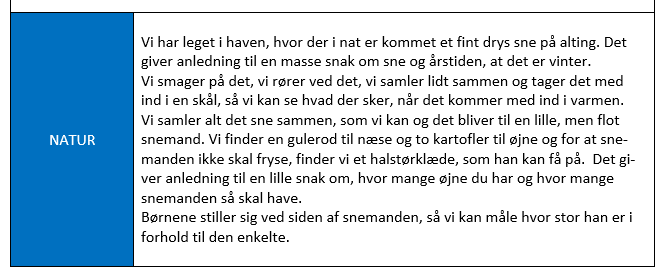 NATUR
Vi har leget i haven, hvor der i nat er kommet et fint drys sne på alting. Det
giver anledning til en masse snak om sne og årstiden, at det er vinter.
Vi smager på det, vi rører ved det, vi samler lidt sammen og tager det med
ind i en skål, så vi kan se hvad der sker, når det kommer med ind i varmen.
Vi samler alt det sne sammen, som vi kan og det bliver til en lille, men flot
snemand. Vi finder en gulerod til næse og to kartofler til øjne og for at sne-
manden ikke skal fryse, finder vi et halstørklæde, som han kan få på.  Det gi-
ver anledning til en lille snak om, hvor mange øjne du har og hvor mange
snemanden så skal have.
Børnene stiller sig ved siden af snemanden, så vi kan måle hvor stor han er i
forhold til den enkelte.